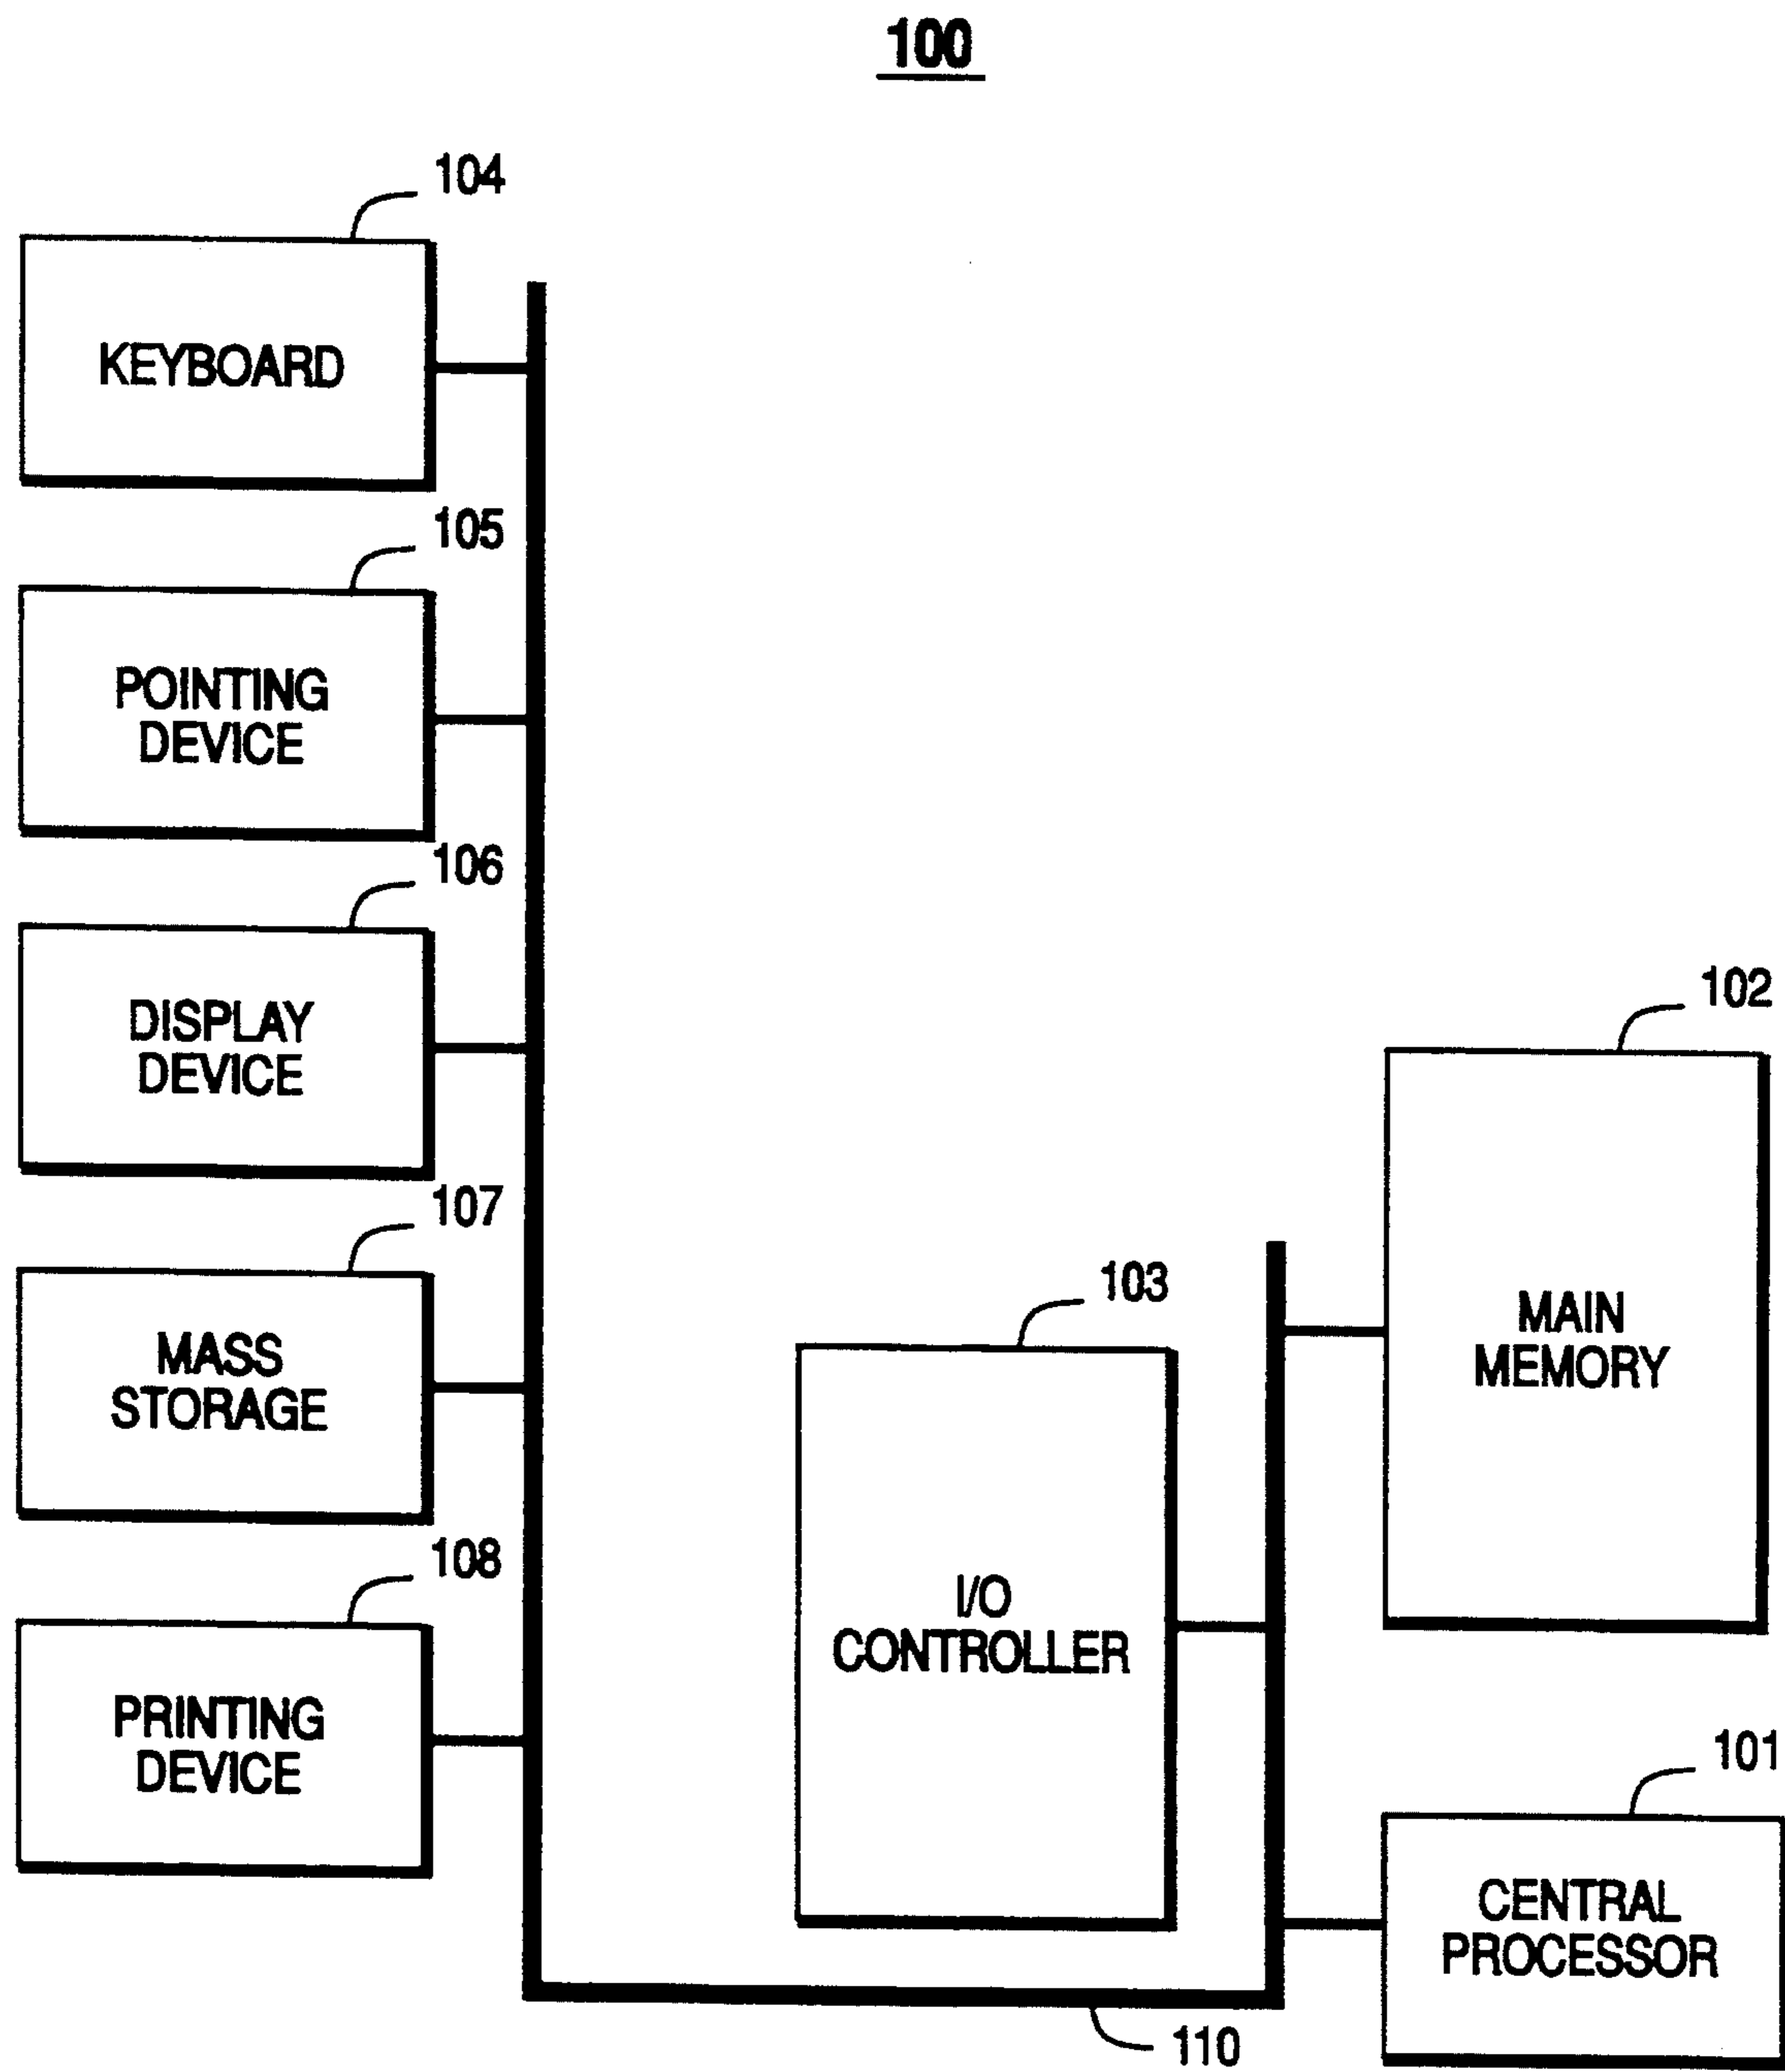 100
104
KEYBOARD
105
POINTING
DEVICE
106
DISPLAY
DEVICE
107
MASS
STORAGE
108
PRINTING
DEVICE
103
I/O
CONTROLLER
102
MAIN
MEMORY
101
CENTRAL
PROCESSOR
110